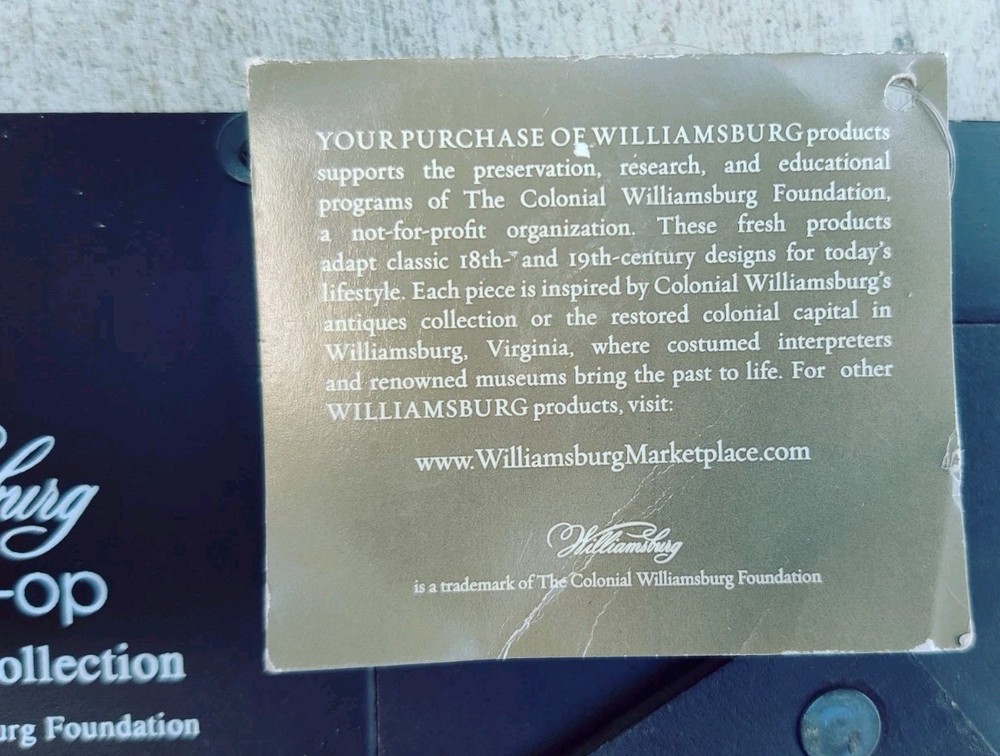 YOUR PURCHASE OF WILLIAMSBURG products
supports the preservation, research, and educational
programs of The Colonial Williamsburg Foundation,
a not-for-profit organization. These fresh products
adapt classic 18th- and 19th-century designs for today's
lifestyle. Each piece is inspired by Colonial Williamsburg's
antiques collection or the restored colonial capital in
Williamsburg, Virginia, where costumed interpreters
and renowned museums bring the past to life. For other
WILLIAMSBURG products, visit:
www.WilliamsburgMarketplace.com
Williamsburg
is a trademark of The Colonial Williamsburg Foundation
burg
-op
ollection
urg Foundation